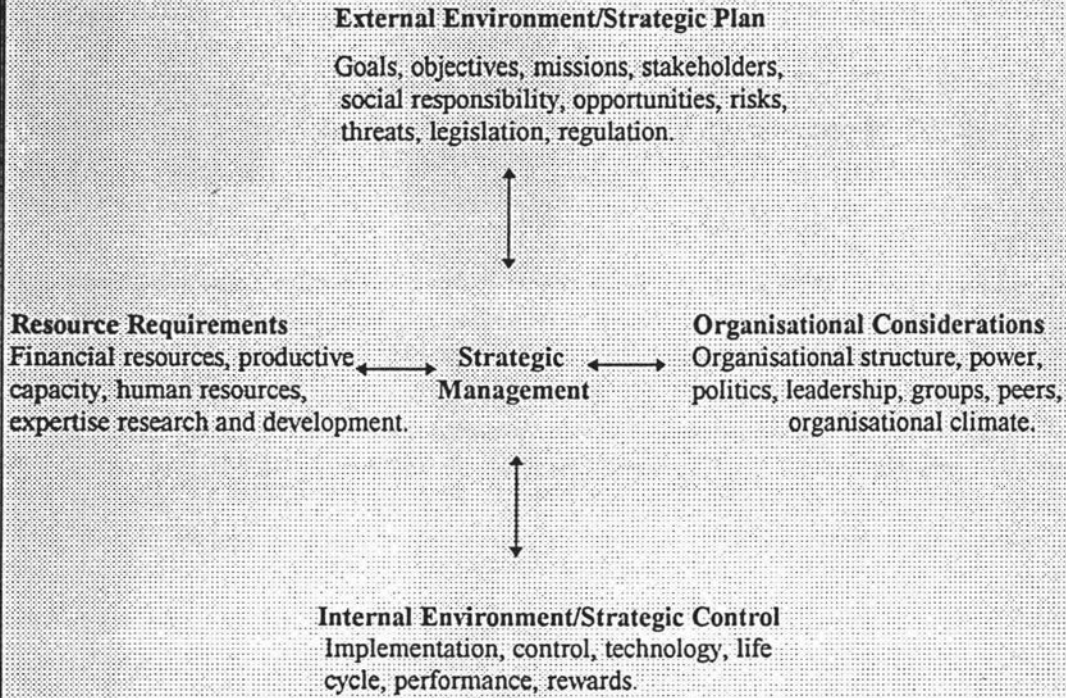 External Environment/Strategic Plan
Goals, objectives, missions, stakeholders,
social responsibility, opportunities, risks,
threats, legislation, regulation.
Resource Requirements
Financial resources, productive
capacity, human resources,
expertise research and development.
Strategic
Management
Organisational Considerations
Organisational structure, power,
politics, leadership, groups, peers,
organisational climate.
Internal Environment/Strategic Control
Implementation, control, technology, life
cycle, performance, rewards.